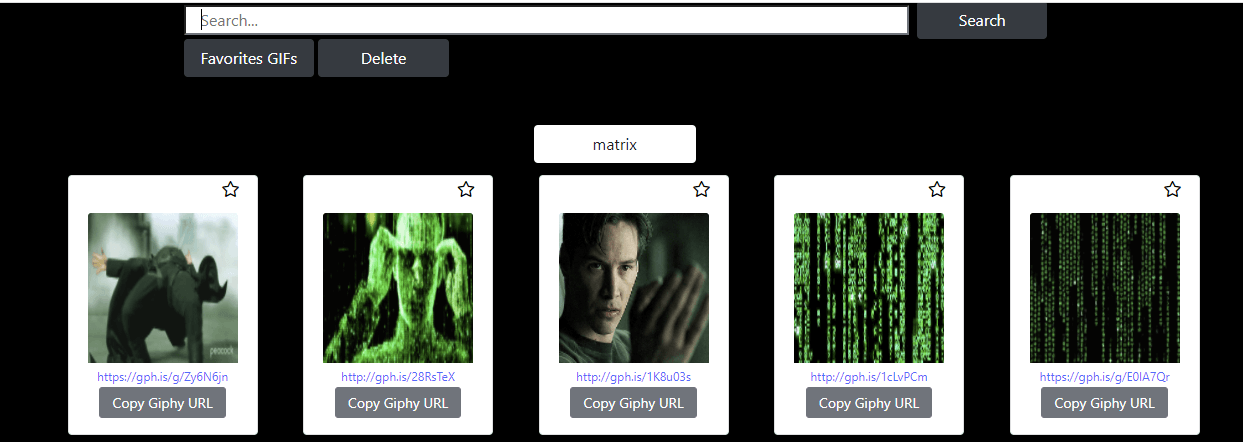 Search...
Search
Favorites GIFs
Delete
matrix
peacock
https://gph.is/g/Zy6N6jn
http://gph.is/28RsTeX
http://gph.is/1K8u03s
http://gph.is/1cLvPCm
https://gph.is/g/E0lA7Qr
Copy Giphy URL
Copy Giphy URL
Copy Giphy URL
Copy Giphy URL
Copy Giphy URL